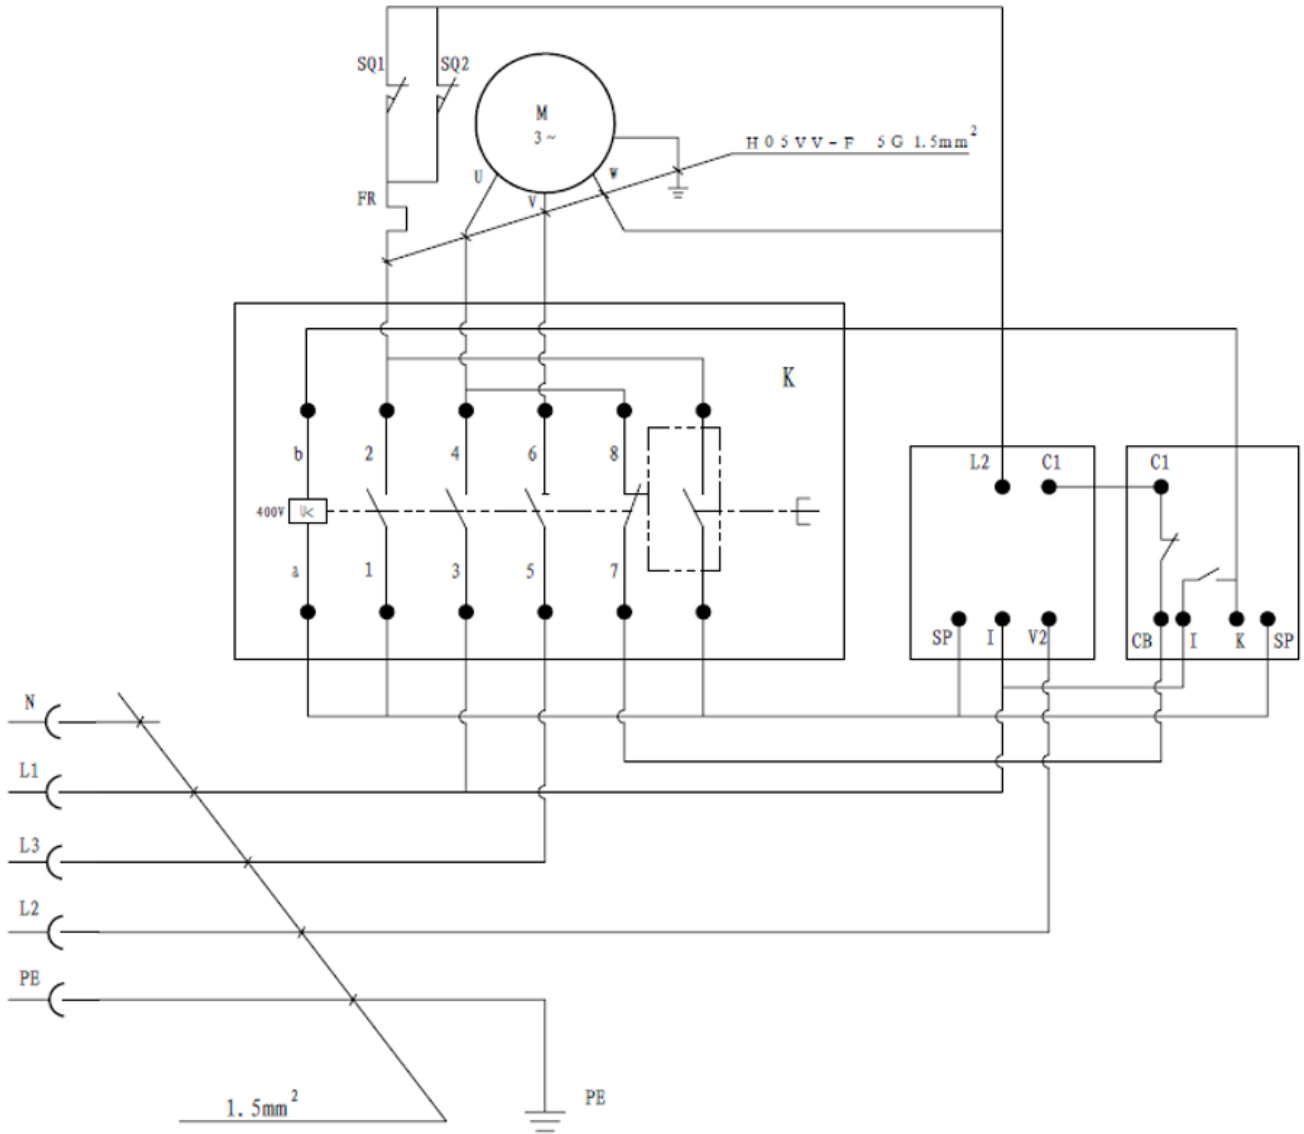 SQ1 SQ2
M
3~
H05VV-F 5G 1.5mm²
U V W
FR
K
L2 C1 C1
b 2 4 6 8
400V U<
a 1 3 5 7
SP I V2 CB I K SP
N
L1
L3
L2
PE
1.5mm²
PE